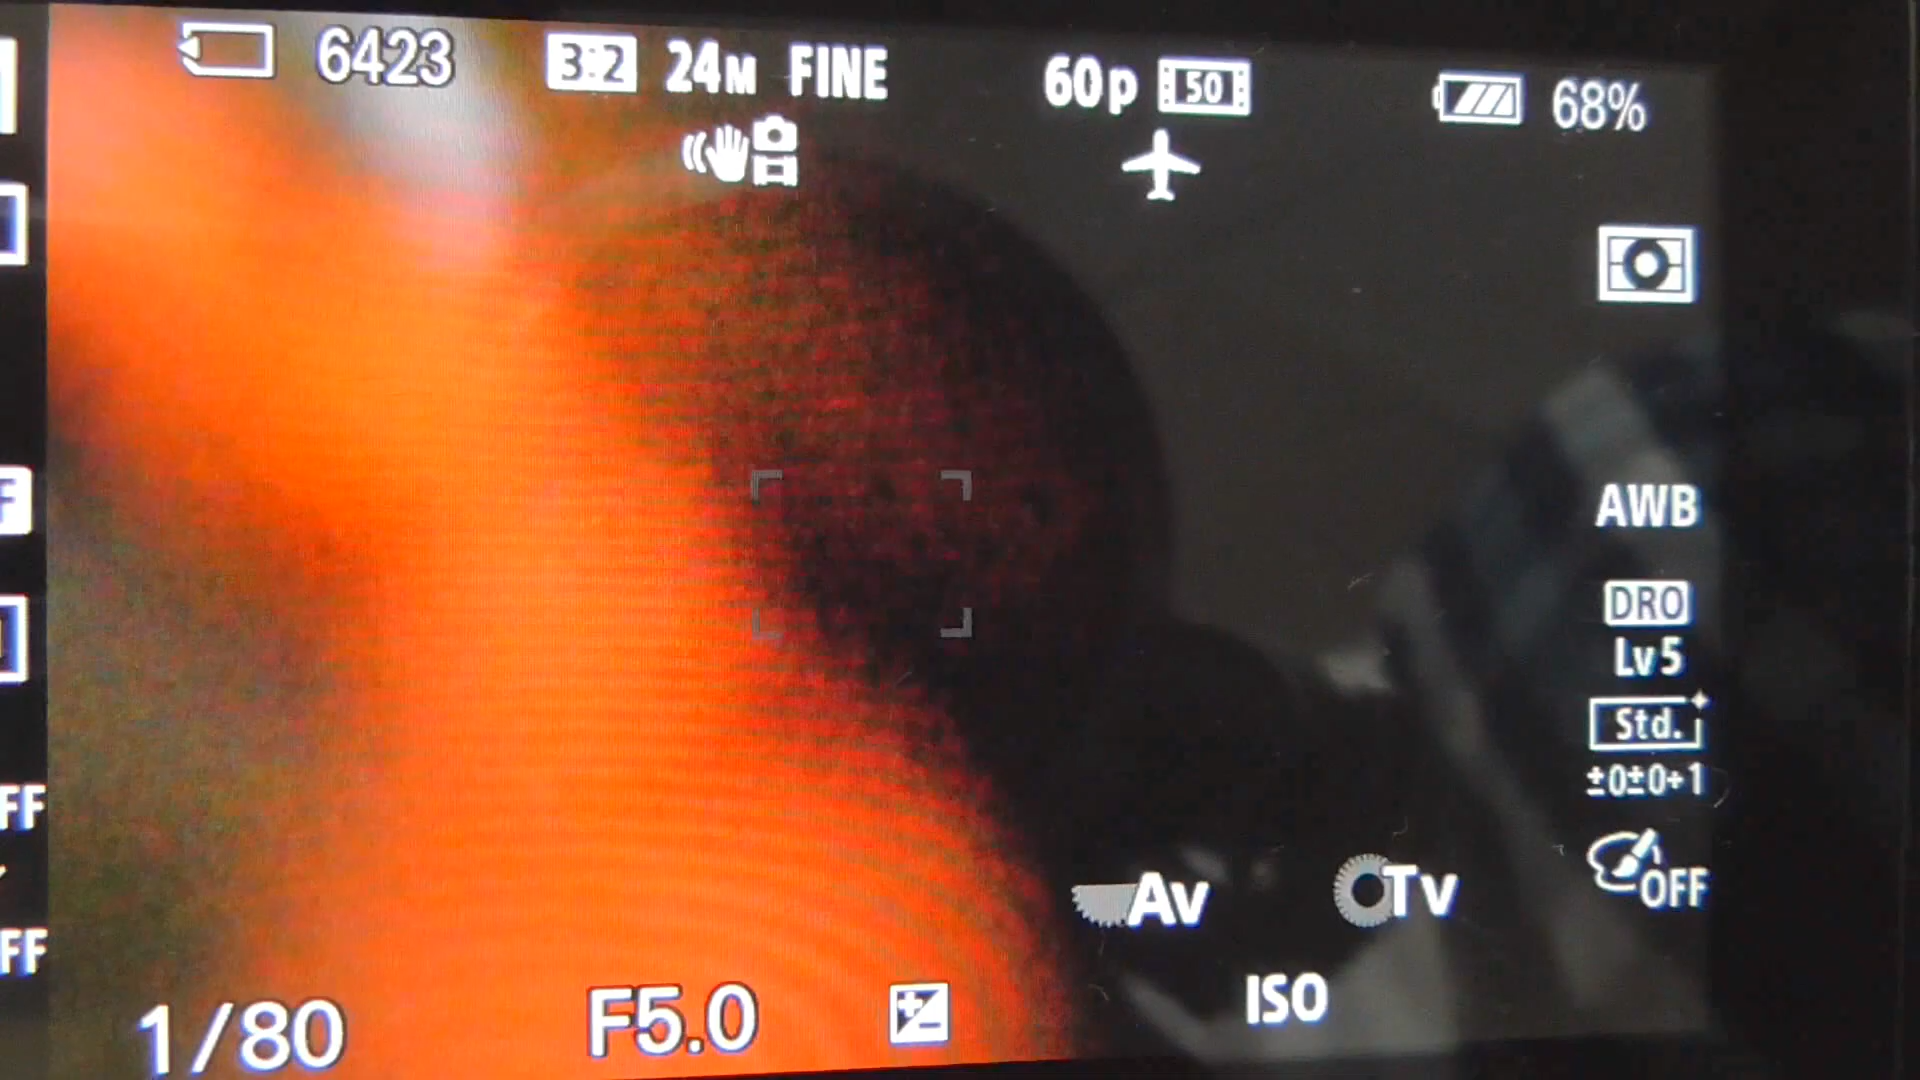 6423 3:2 24M FINE 60p 50 68%
AWB
DRO
Lv5
Std.
±0±0+1
OFF
FF
FF
Av Tv
1/80 F5.0 ISO